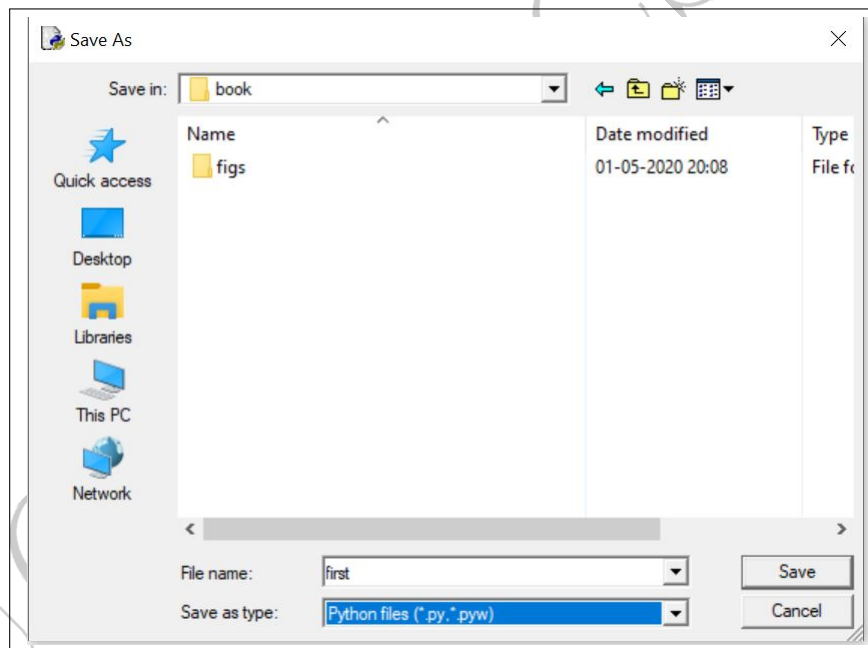 Save As
Save in: book
Name Date modified Type
figs 01-05-2020 20:08 File fo
Quick access
Desktop
Libraries
This PC
Network
File name: first Save
Save as type: Python files (*.py,*.pyw) Cancel